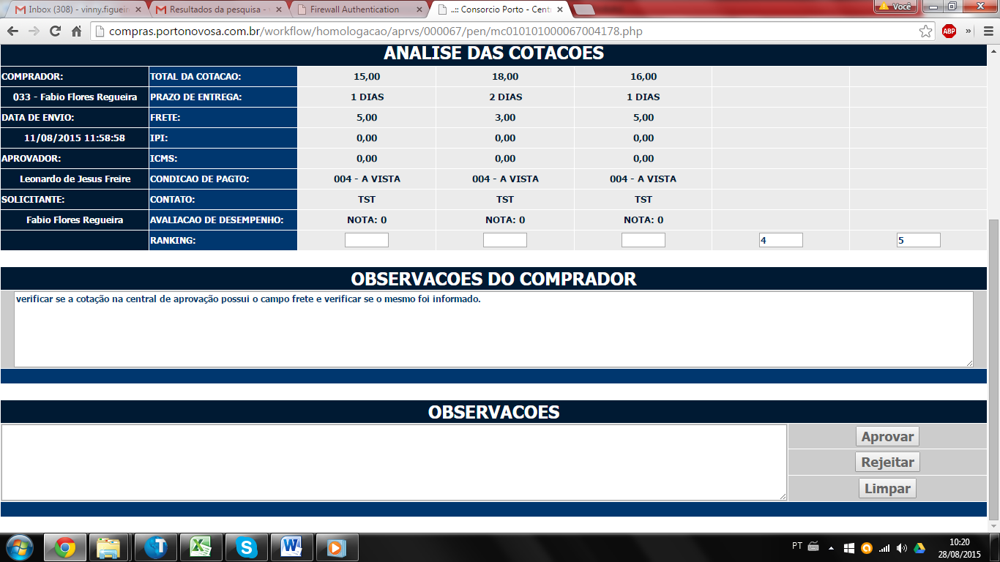 Inbox (308) - vinny.figueire
Resultados da pesquisa - v
Firewall Authentication
..:: Consorcio Porto - Cent
Você
compras.portonovosa.com.br/workflow/homologacao/aprvs/000067/pen/mc010101000067004178.php
ABP
»
ANALISE DAS COTACOES
COMPRADOR: TOTAL DA COTACAO: 15,00 18,00 16,00
033 - Fabio Flores Regueira PRAZO DE ENTREGA: 1 DIAS 2 DIAS 1 DIAS
DATA DE ENVIO: FRETE: 5,00 3,00 5,00
11/08/2015 11:58:58 IPI: 0,00 0,00 0,00
APROVADOR: ICMS: 0,00 0,00 0,00
Leonardo de Jesus Freire CONDICAO DE PAGTO: 004 - A VISTA 004 - A VISTA 004 - A VISTA
SOLICITANTE: CONTATO: TST TST TST
Fabio Flores Regueira AVALIACAO DE DESEMPENHO: NOTA: 0 NOTA: 0 NOTA: 0
RANKING: 4 5
OBSERVACOES DO COMPRADOR
verificar se a cotação na central de aprovação possui o campo frete e verificar se o mesmo foi informado.
OBSERVACOES
Aprovar
Rejeitar
Limpar
PT
10:20
28/08/2015